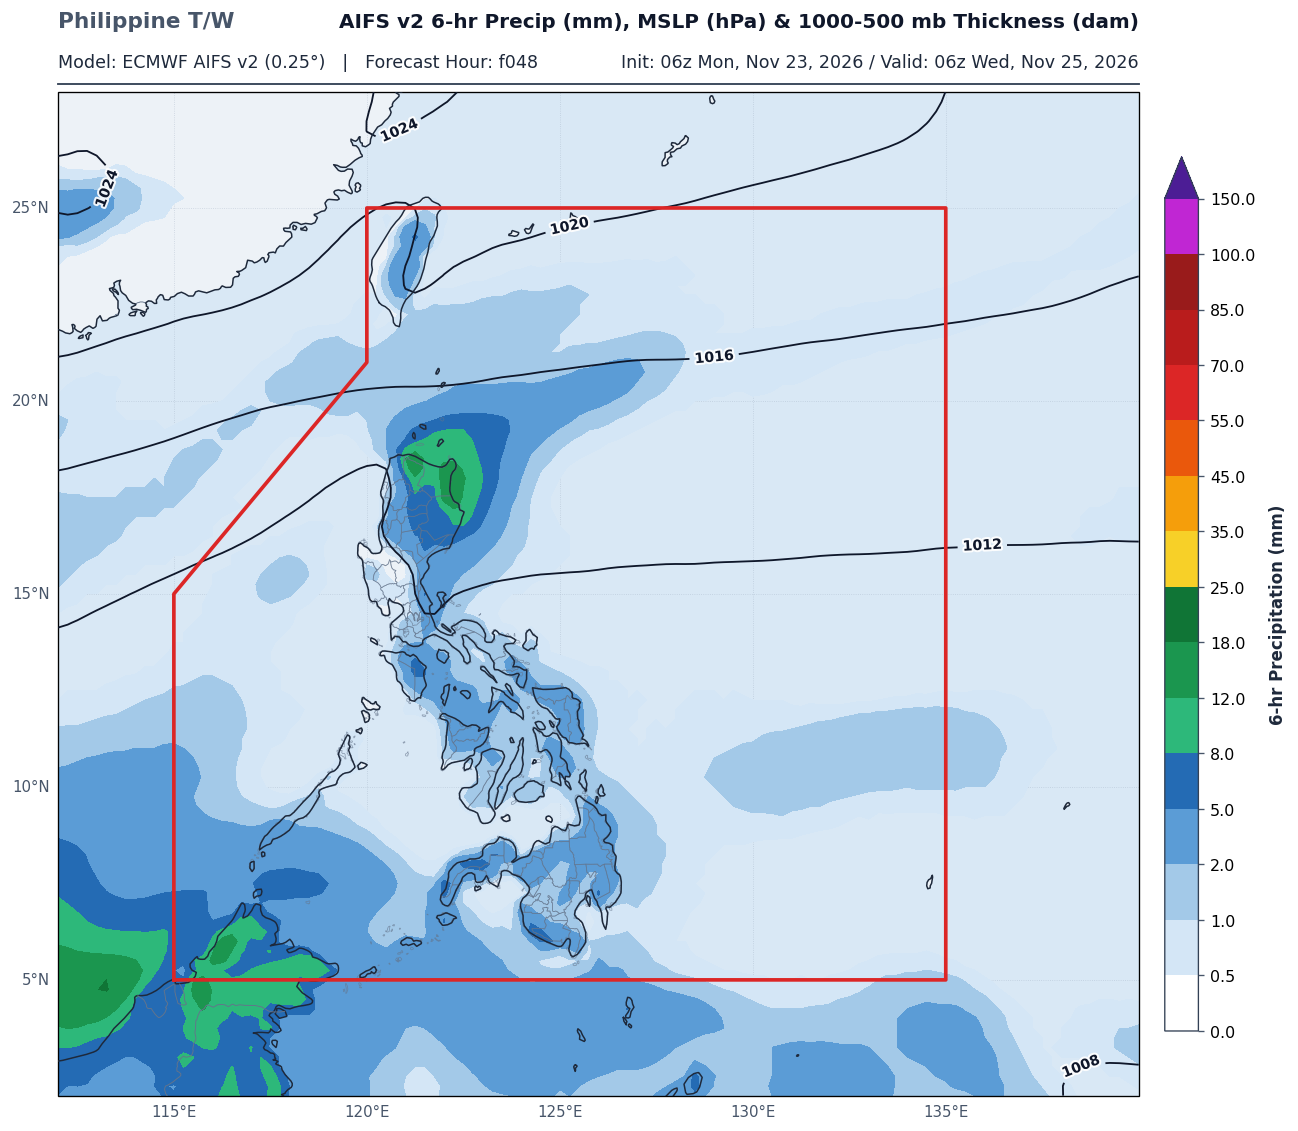 Philippine T/W
AIFS v2 6-hr Precip (mm), MSLP (hPa) & 1000-500 mb Thickness (dam)
Model: ECMWF AIFS v2 (0.25°) | Forecast Hour: f048
Init: 06z Mon, Nov 23, 2026 / Valid: 06z Wed, Nov 25, 2026
1024
1024
1020
1016
1012
1008
25°N
20°N
15°N
10°N
5°N
115°E
120°E
125°E
130°E
135°E
150.0
100.0
85.0
70.0
55.0
45.0
35.0
25.0
18.0
12.0
8.0
5.0
2.0
1.0
0.5
0.0
6-hr Precipitation (mm)